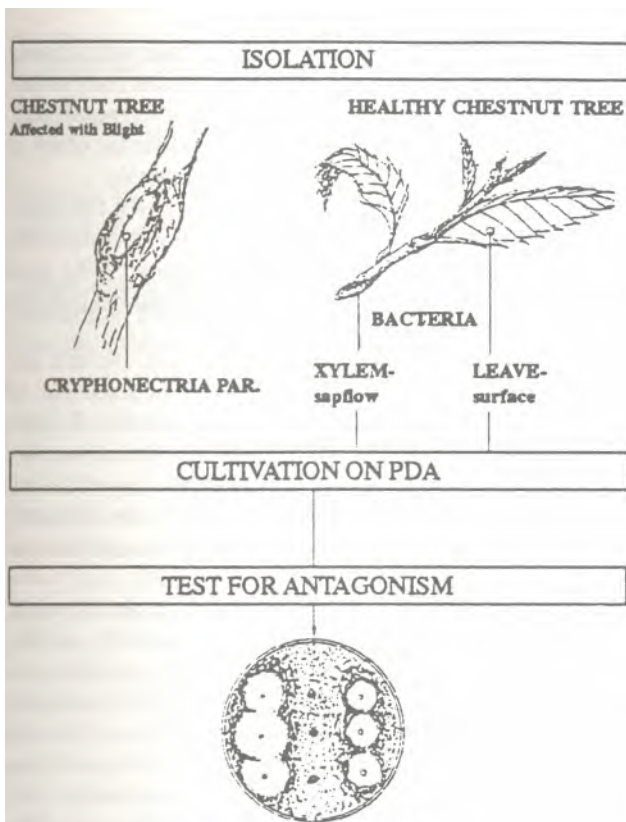 ISOLATION
CHESTNUT TREE
Affected with Blight
HEALTHY CHESTNUT TREE
BACTERIA
CRYPHONECTRIA PAR.
XYLEM-
sapflow
LEAVE-
surface
CULTIVATION ON PDA
TEST FOR ANTAGONISM